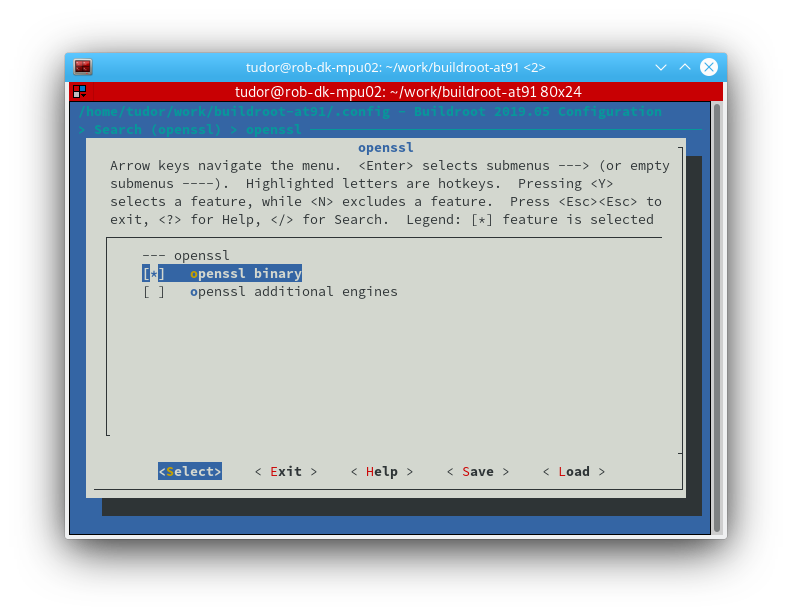 tudor@rob-dk-mpu02: ~/work/buildroot-at91 <2>
tudor@rob-dk-mpu02: ~/work/buildroot-at91 80x24
/home/tudor/work/buildroot-at91/.config - Buildroot 2019.05 Configuration
> Search (openssl) > openssl
openssl
Arrow keys navigate the menu.  <Enter> selects submenus ---> (or empty
submenus ----).  Highlighted letters are hotkeys.  Pressing <Y>
selects a feature, while <N> excludes a feature.  Press <Esc><Esc> to
exit, <?> for Help, </> for Search.  Legend: [*] feature is selected
--- openssl
[*]   openssl binary
[ ]   openssl additional engines
<Select>    < Exit >    < Help >    < Save >    < Load >